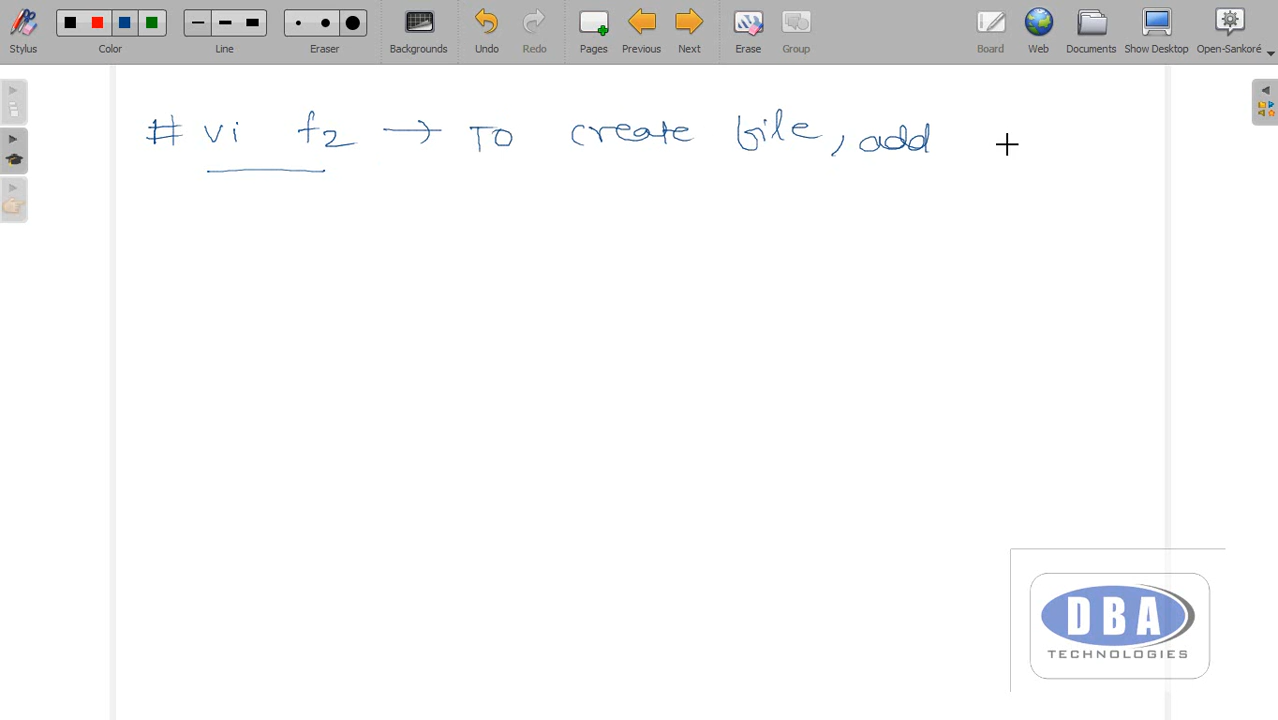 Stylus
Color
Line
Eraser
Backgrounds
Undo
Redo
Pages
Previous
Next
Erase
Group
Board
Web
Documents
Show Desktop
Open-Sankoré
# vi f2 → TO create file, add
DBA
TECHNOLOGIES